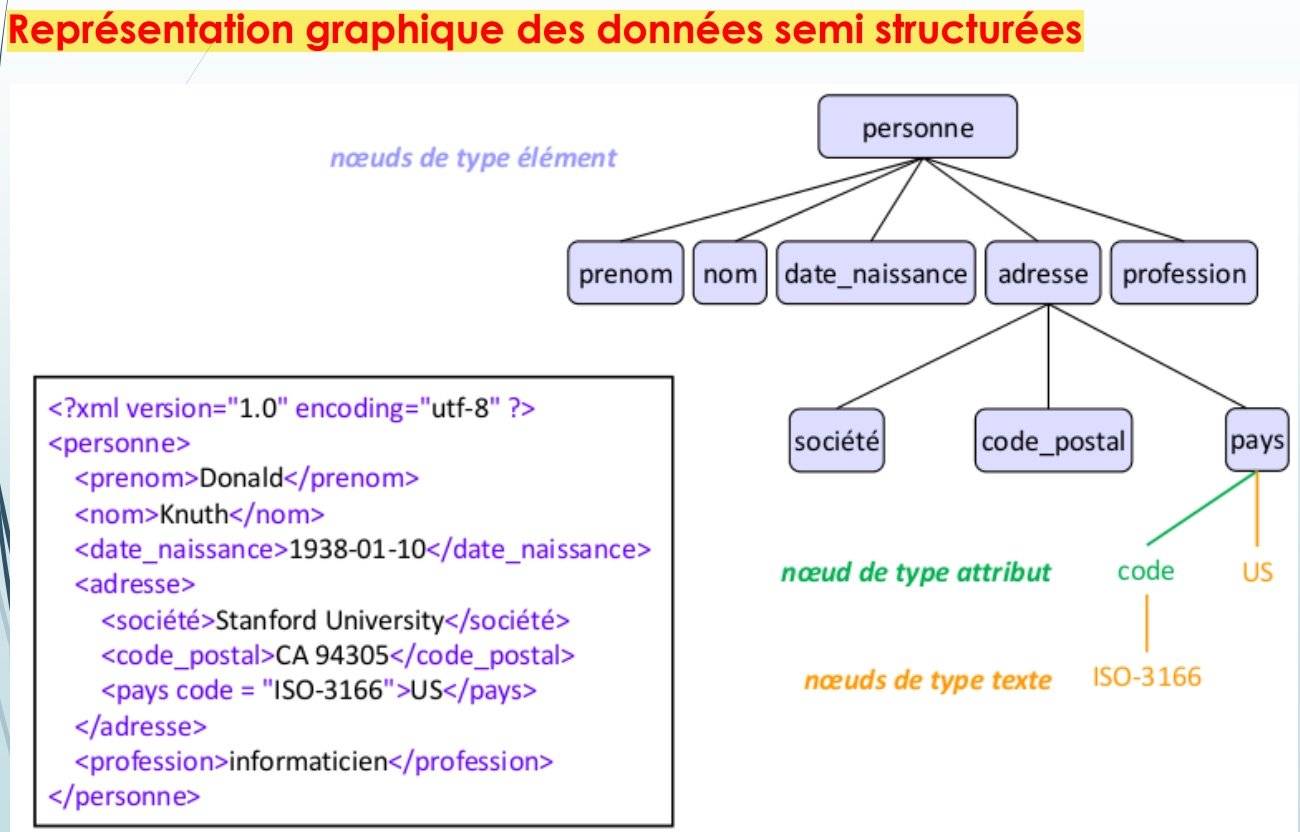 Représentation graphique des données semi structurées
nœuds de type élément
personne
prenom nom date_naissance adresse profession
société code_postal pays
nœud de type attribut code US
nœuds de type texte ISO-3166
<?xml version="1.0" encoding="utf-8" ?>
<personne>
<prenom>Donald</prenom>
<nom>Knuth</nom>
<date_naissance>1938-01-10</date_naissance>
<adresse>
<société>Stanford University</société>
<code_postal>CA 94305</code_postal>
<pays code = "ISO-3166">US</pays>
</adresse>
<profession>informaticien</profession>
</personne>